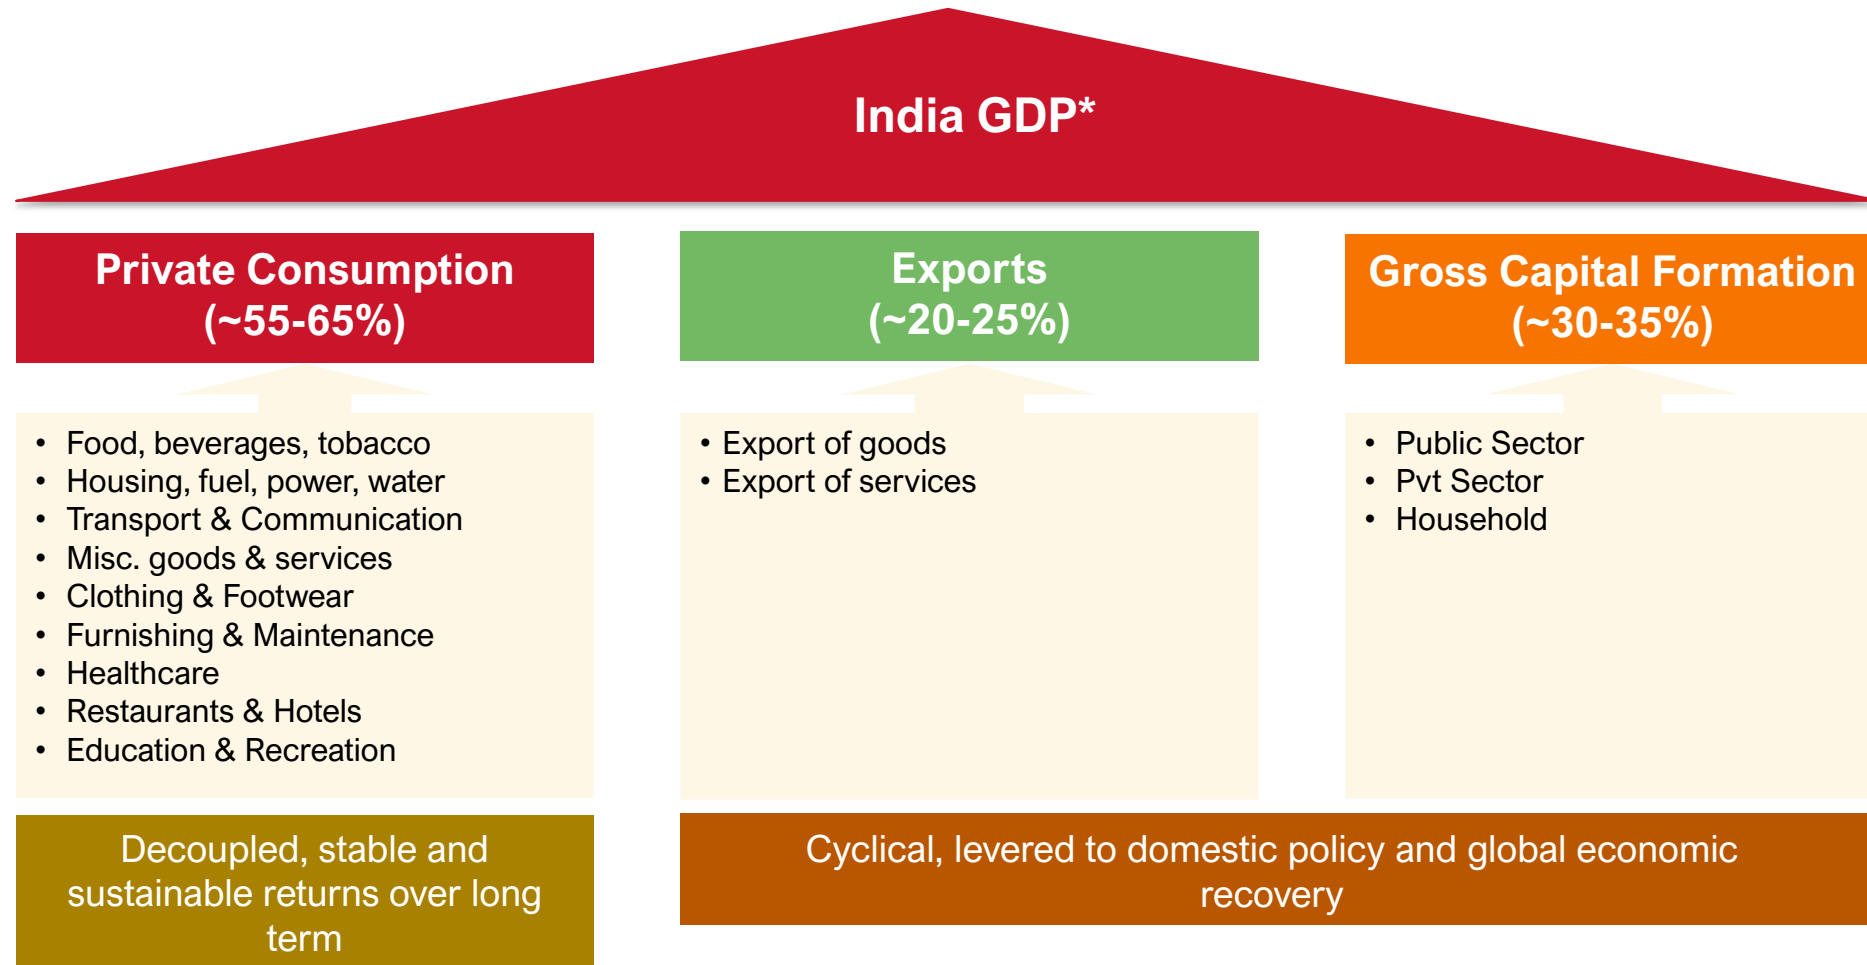 India GDP*
Private Consumption
(~55-65%)
Exports
(~20-25%)
Gross Capital Formation
(~30-35%)
• Food, beverages, tobacco
• Housing, fuel, power, water
• Transport & Communication
• Misc. goods & services
• Clothing & Footwear
• Furnishing & Maintenance
• Healthcare
• Restaurants & Hotels
• Education & Recreation
• Export of goods
• Export of services
• Public Sector
• Pvt Sector
• Household
Decoupled, stable and
sustainable returns over long
term
Cyclical, levered to domestic policy and global economic
recovery